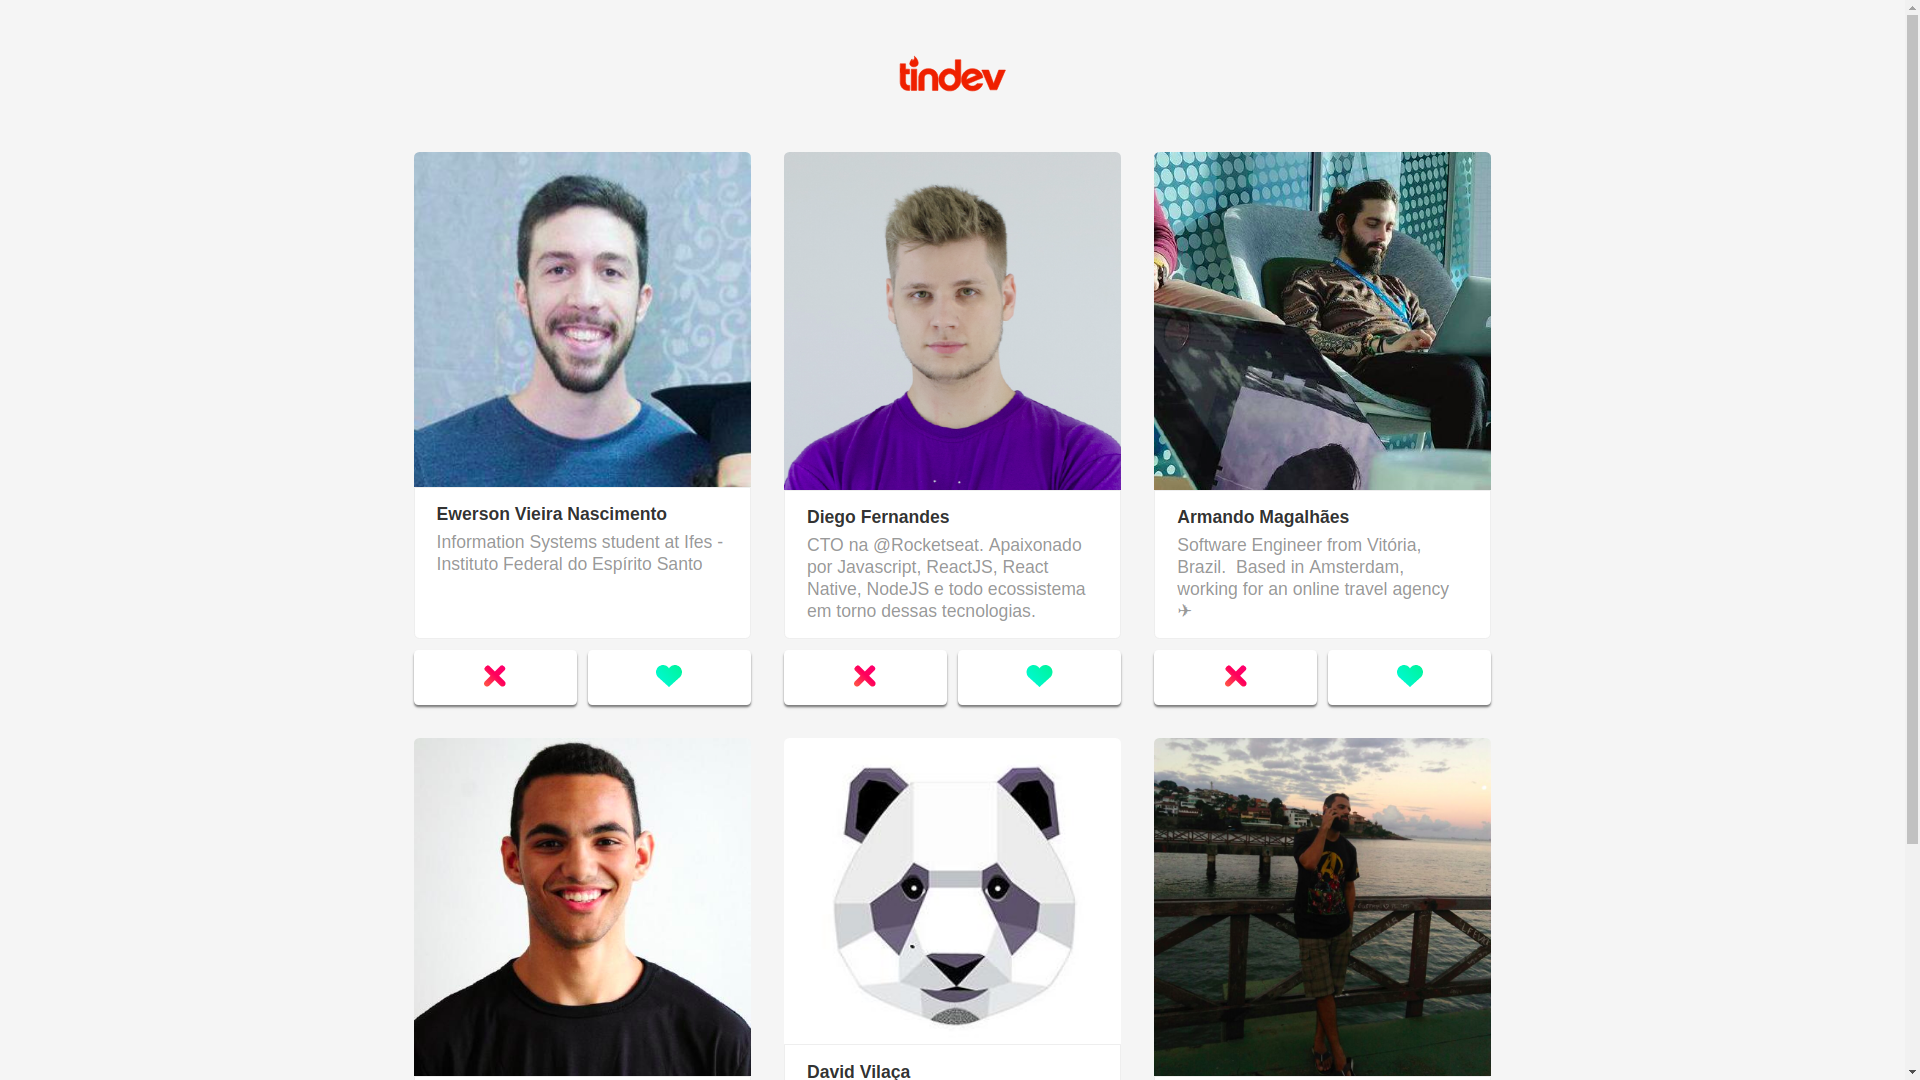 tindev
Ewerson Vieira Nascimento
Information Systems student at Ifes -
Instituto Federal do Espírito Santo
Diego Fernandes
CTO na @Rocketseat. Apaixonado
por Javascript, ReactJS, React
Native, NodeJS e todo ecossistema
em torno dessas tecnologias.
Armando Magalhães
Software Engineer from Vitória,
Brazil.  Based in Amsterdam,
working for an online travel agency
✈
David Vilaça